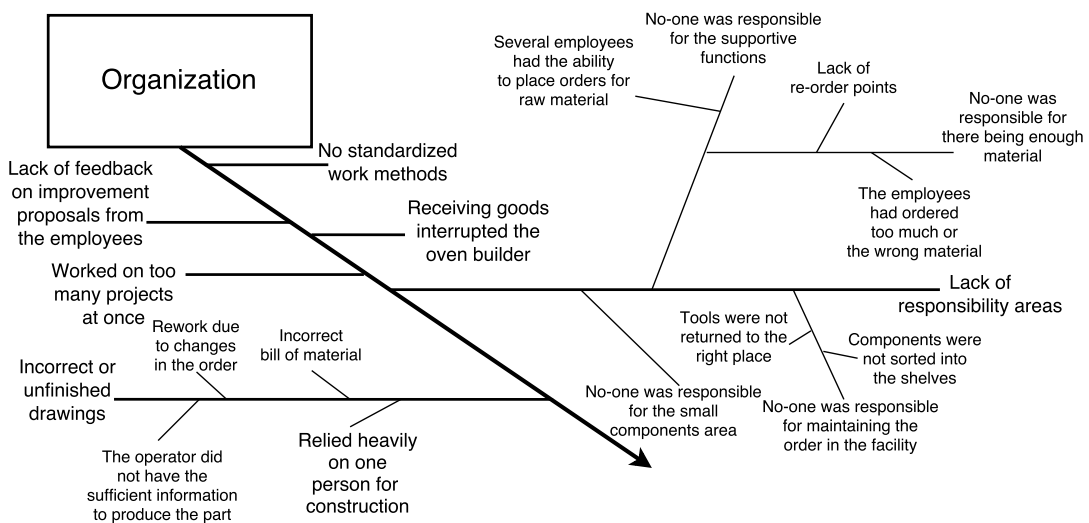 Organization
No standardized
work methods
Lack of feedback
on improvement
proposals from
the employees
Receiving goods
interrupted the
oven builder
Worked on too
many projects
at once
Several employees
had the ability
to place orders for
raw material
No-one was responsible
for the supportive
functions
Lack of
re-order points
No-one was
responsible for
there being enough
material
The employees
had ordered
too much or
the wrong material
Lack of
responsibility areas
Tools were not
returned to the
right place
Components were
not sorted into
the shelves
No-one was responsible
for the small
components area
No-one was responsible
for maintaining the
order in the facility
Rework due
to changes
in the order
Incorrect
bill of material
Incorrect or
unfinished
drawings
The operator did
not have the
sufficient information
to produce the part
Relied heavily
on one
person for
construction